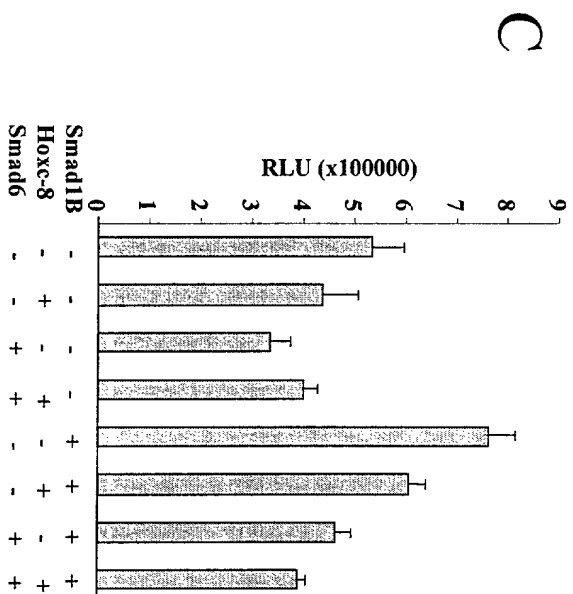 C
RLU (x100000)
9
8
7
6
5
4
3
2
1
0
Smad1B - - - - + + + +
Hoxc-8 - + - + - + - +
Smad6 - - + + - - + +